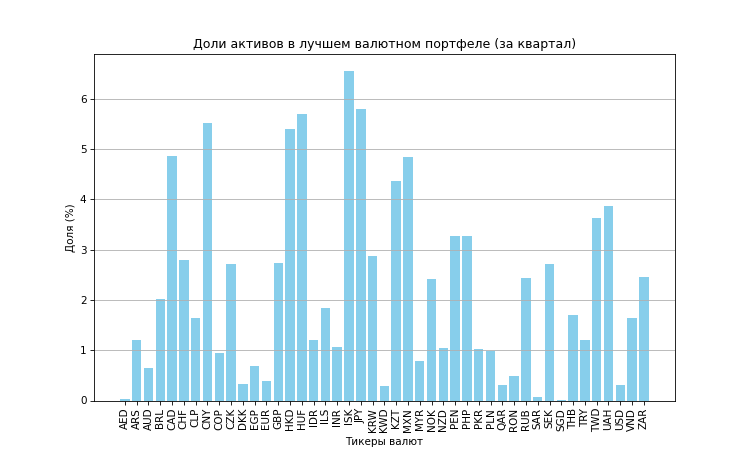 Доли активов в лучшем валютном портфеле (за квартал)
Доля (%)
6
5
4
3
2
1
0
AED ARS AUD BRL CAD CHF CLP CNY COP CZK DKK EGP EUR GBP HKD HUF IDR ILS INR ISK JPY KRW KWD KZT MXN MYR NOK NZD PEN PHP PKR PLN QAR RON RUB SAR SEK SGD THB TRY TWD UAH USD VND ZAR
Тикеры валют